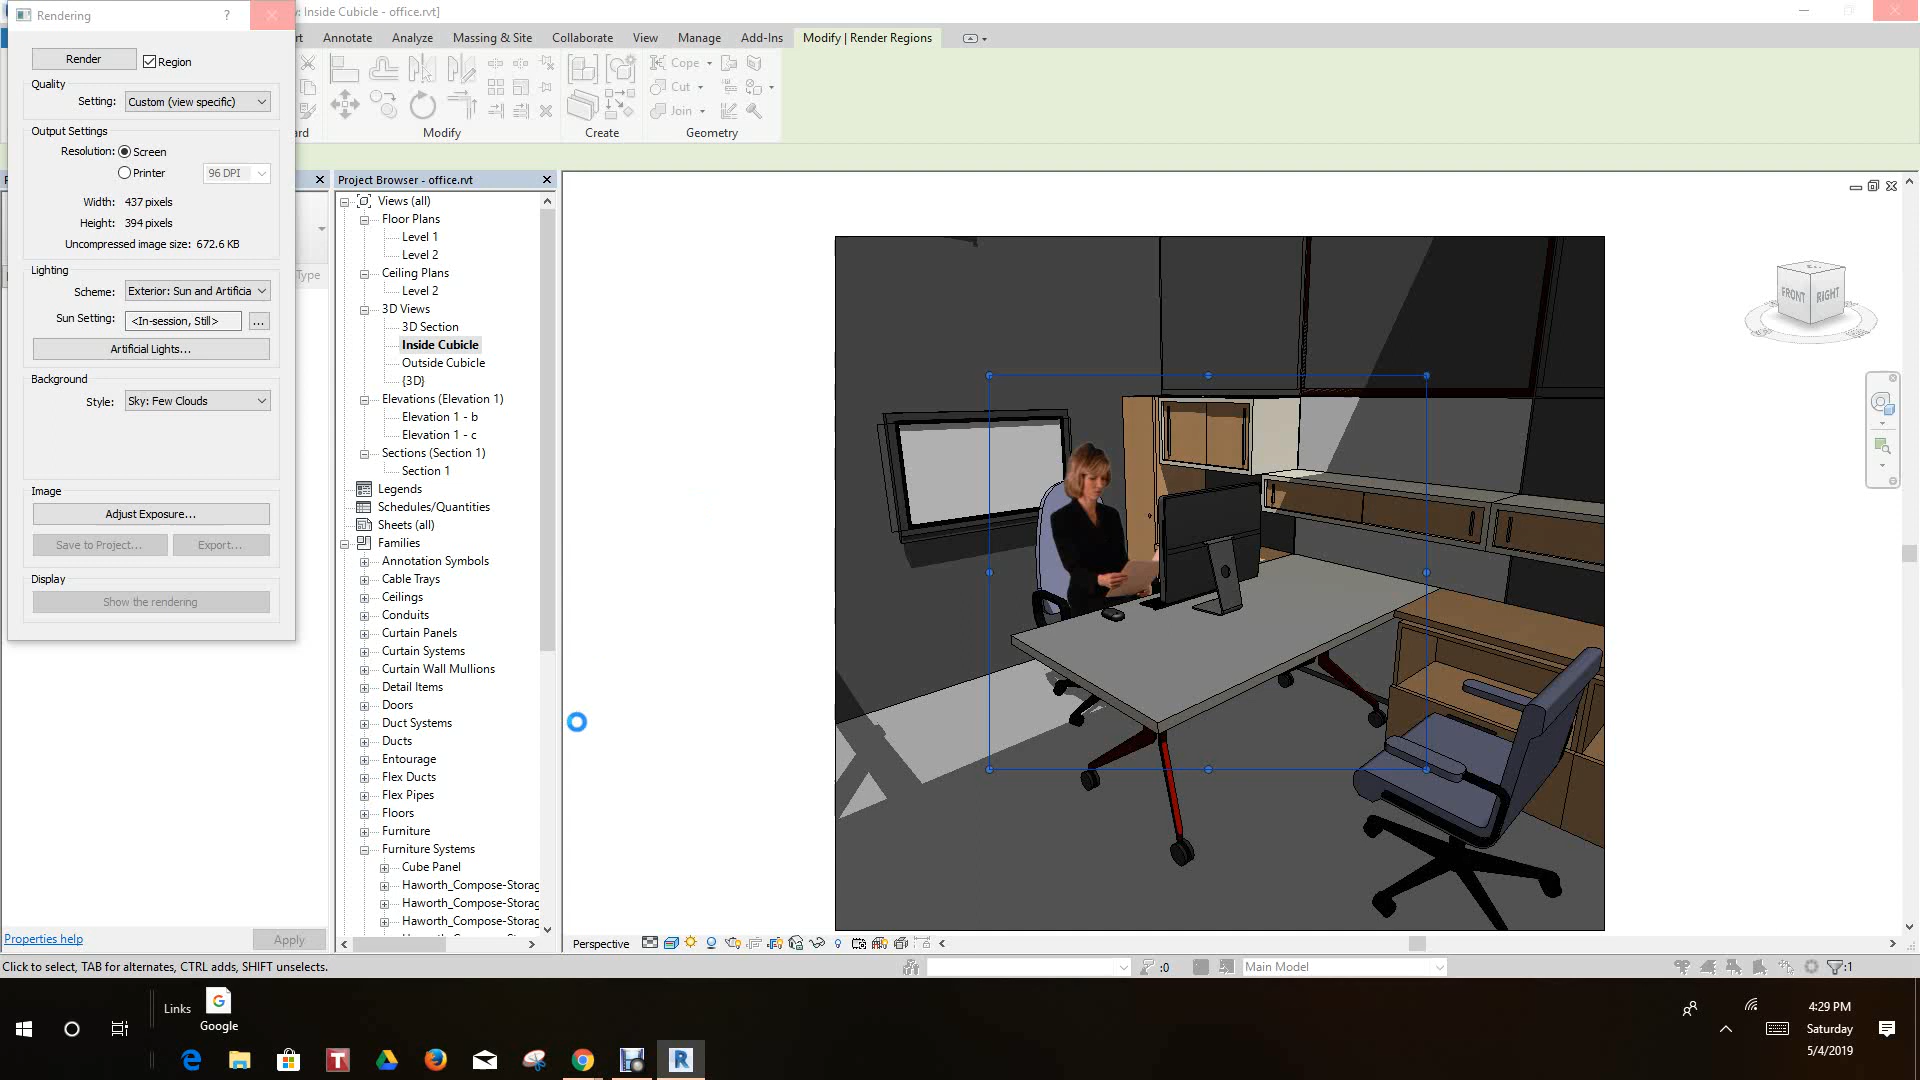 Rendering
?
: Inside Cubicle - office.rvt]
Annotate
Analyze
Massing & Site
Collaborate
View
Manage
Add-Ins
Modify | Render Regions
Render
Region
Cope
Quality
Setting: Custom (view specific)
Cut
Join
Output Settings
Modify
Create
Geometry
Resolution: Screen
Printer
96 DPI
Width: 437 pixels
Height: 394 pixels
Uncompressed image size: 672.6 KB
Lighting
Type
Scheme: Exterior: Sun and Artificia
Sun Setting: <In-session, Still>
...
Artificial Lights...
Background
Style: Sky: Few Clouds
Image
Adjust Exposure...
Save to Project...
Export...
Display
Show the rendering
Properties help
Apply
Project Browser - office.rvt
Views (all)
Floor Plans
Level 1
Level 2
Ceiling Plans
Level 2
3D Views
3D Section
Inside Cubicle
Outside Cubicle
{3D}
Elevations (Elevation 1)
Elevation 1 - b
Elevation 1 - c
Sections (Section 1)
Section 1
Legends
Schedules/Quantities
Sheets (all)
Families
Annotation Symbols
Cable Trays
Ceilings
Conduits
Curtain Panels
Curtain Systems
Curtain Wall Mullions
Detail Items
Doors
Duct Systems
Ducts
Entourage
Flex Ducts
Flex Pipes
Floors
Furniture
Furniture Systems
Cube Panel
Haworth_Compose-Storag
Haworth_Compose-Storag
Haworth_Compose-Storag
FRONT
RIGHT
Perspective
Click to select, TAB for alternates, CTRL adds, SHIFT unselects.
:0
Main Model
:1
Links
Google
4:29 PM
Saturday
5/4/2019